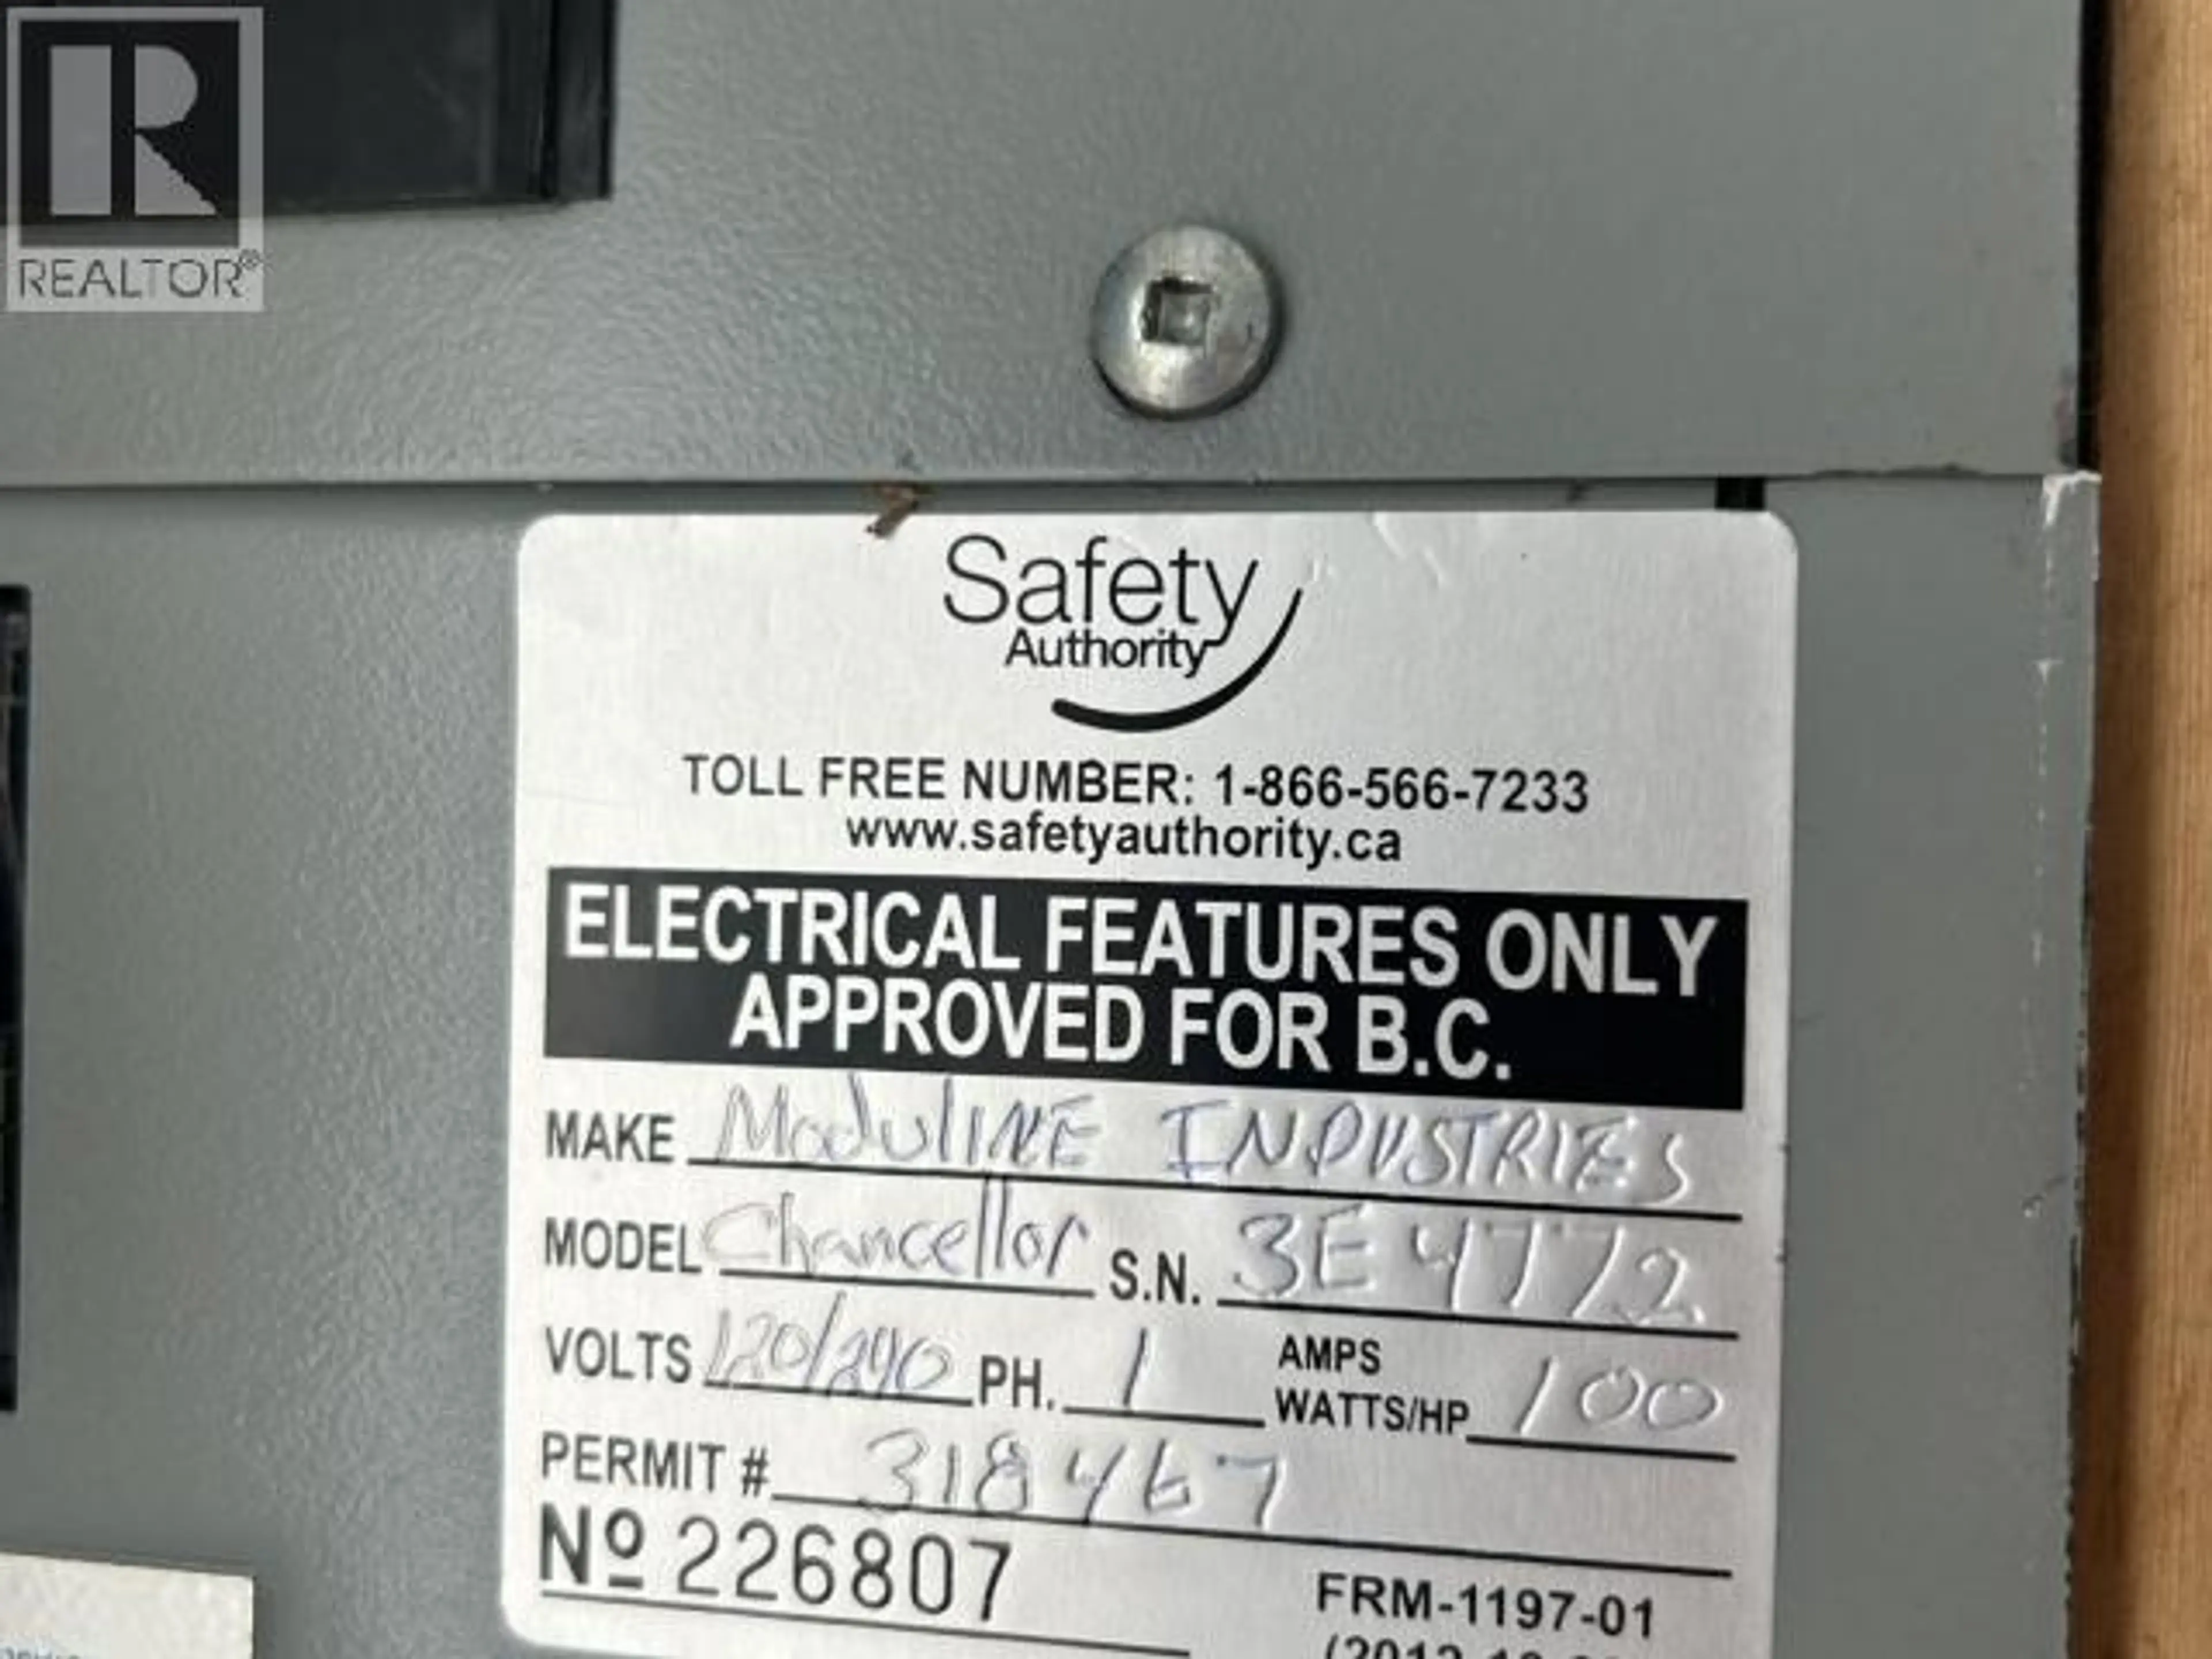 REALTOR®
Safety
Authority
TOLL FREE NUMBER: 1-866-566-7233
www.safetyauthority.ca
ELECTRICAL FEATURES ONLY
APPROVED FOR B.C.
MAKE ModulINE INDUSTRIES
MODEL Chancellor S.N. 3E4772
VOLTS 120/240 PH. 1 AMPS WATTS/HP 100
PERMIT # 318467
Nº 226807
FRM-1197-01